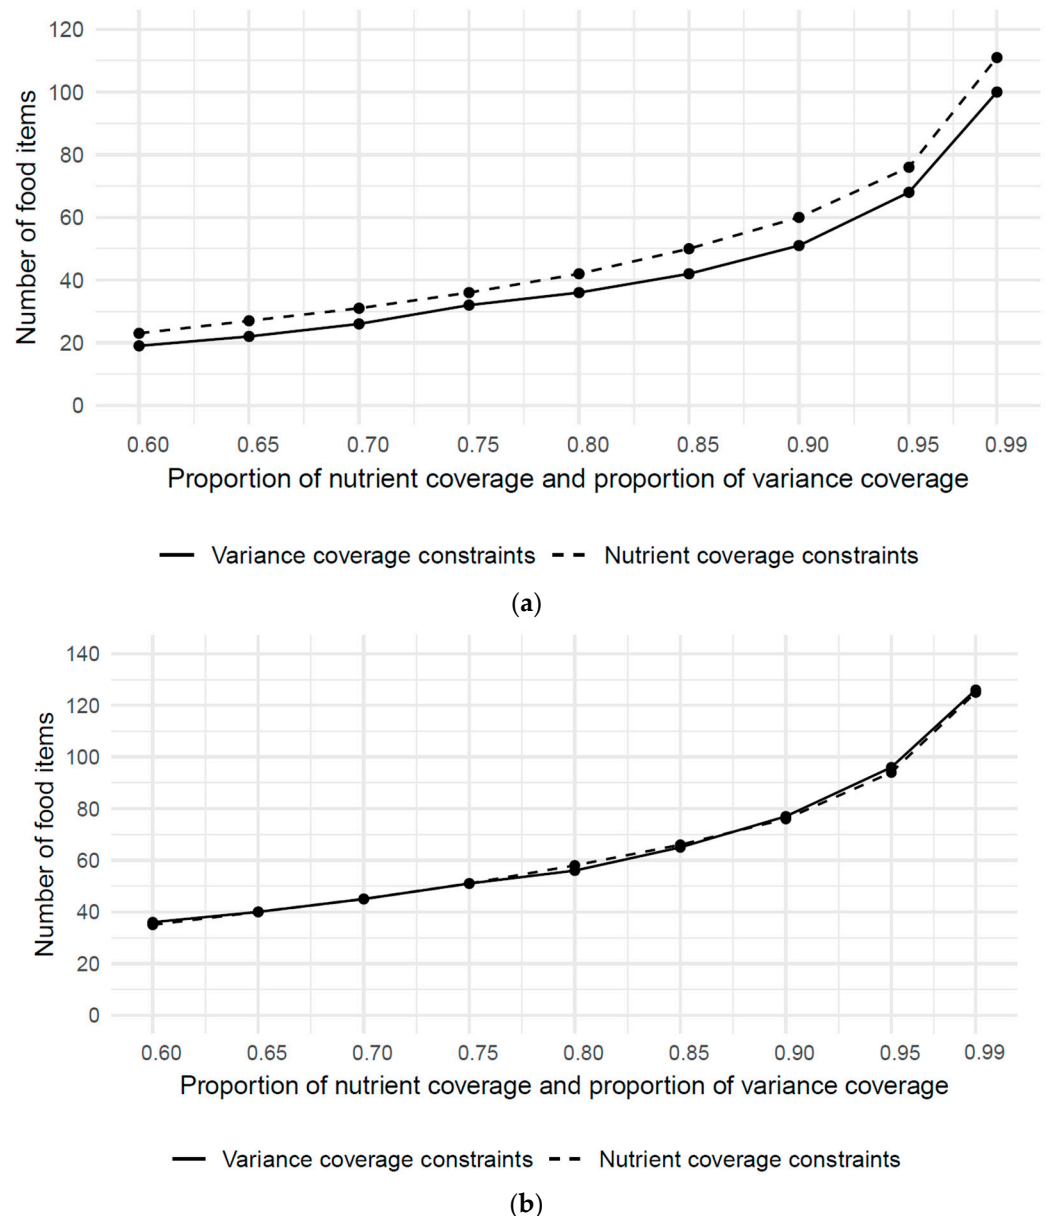 120
100
80
60
40
20
0
Number of food items
0.60 0.65 0.70 0.75 0.80 0.85 0.90 0.95 0.99
Proportion of nutrient coverage and proportion of variance coverage
Variance coverage constraints Nutrient coverage constraints
(a)
140
120
100
80
60
40
20
0
Number of food items
0.60 0.65 0.70 0.75 0.80 0.85 0.90 0.95 0.99
Proportion of nutrient coverage and proportion of variance coverage
Variance coverage constraints Nutrient coverage constraints
(b)